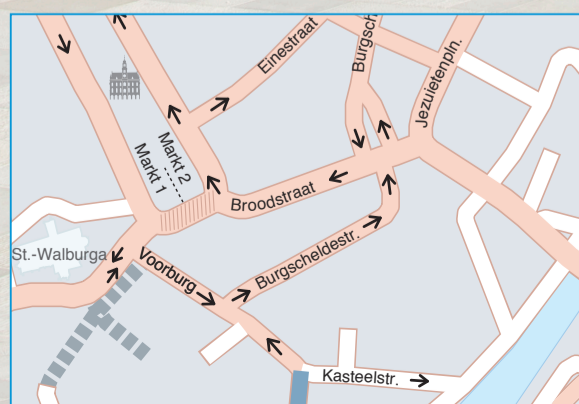 Einestraat
Burgsch
Jezuietenpln.
Markt 2
Markt 1
Broodstraat
St.-Walburga
Voorburg
Burgscheldestr.
Kasteelstr.